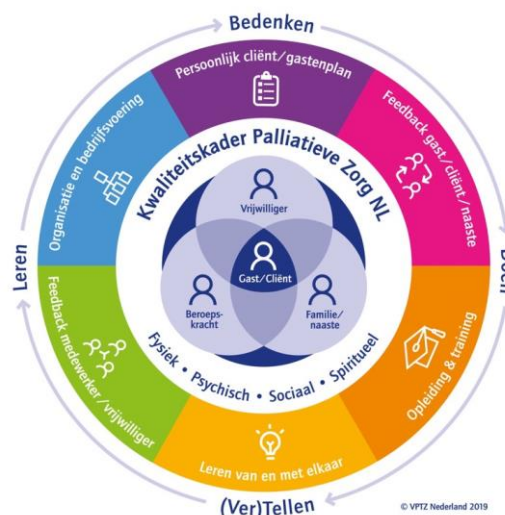 Bedenken
Persoonlijk cliënt/gastenplan
Feedback gast/cliënt/naaste
Opleiding & training
Leren van en met elkaar
Feedback medewerker/vrijwilliger
Organisatie en bedrijfsvoering
Leren
(Ver)Tellen
Kwaliteitskader Palliatieve Zorg NL
Vrijwilliger
Gast/Cliënt
Beroeps-
kracht
Familie/
naaste
Fysiek • Psychisch • Sociaal • Spiritueel
© VPTZ Nederland 2019